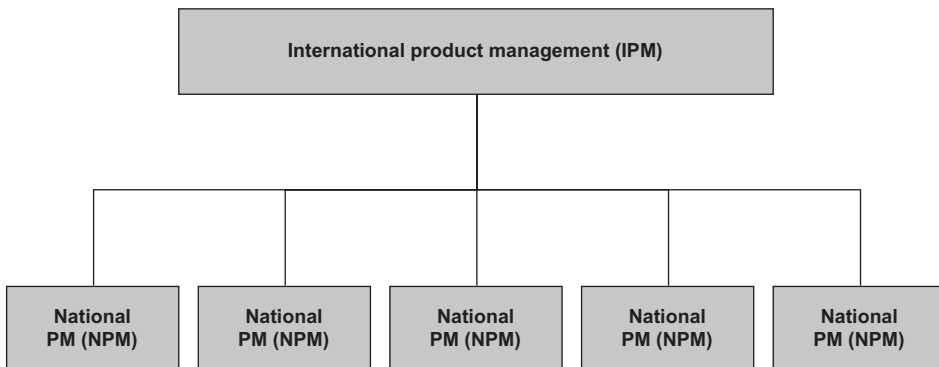 International product management (IPM)
National
PM (NPM)
National
PM (NPM)
National
PM (NPM)
National
PM (NPM)
National
PM (NPM)